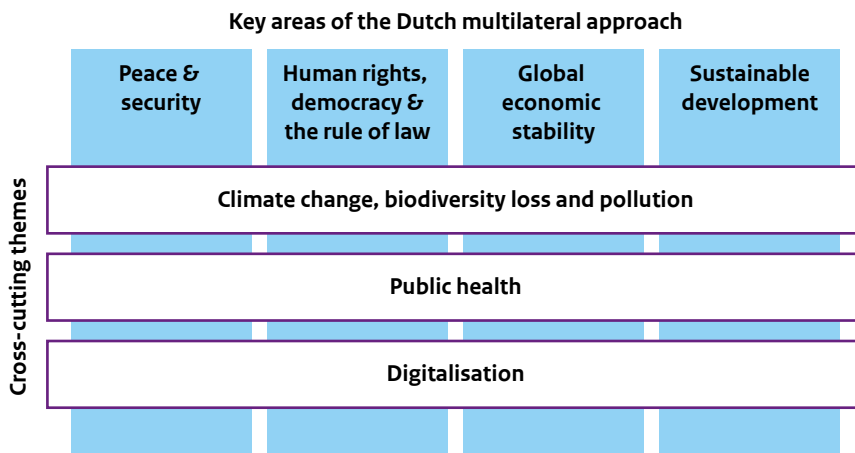 Key areas of the Dutch multilateral approach
Peace &
security
Human rights,
democracy &
the rule of law
Global
economic
stability
Sustainable
development
Cross-cutting themes
Climate change, biodiversity loss and pollution
Public health
Digitalisation